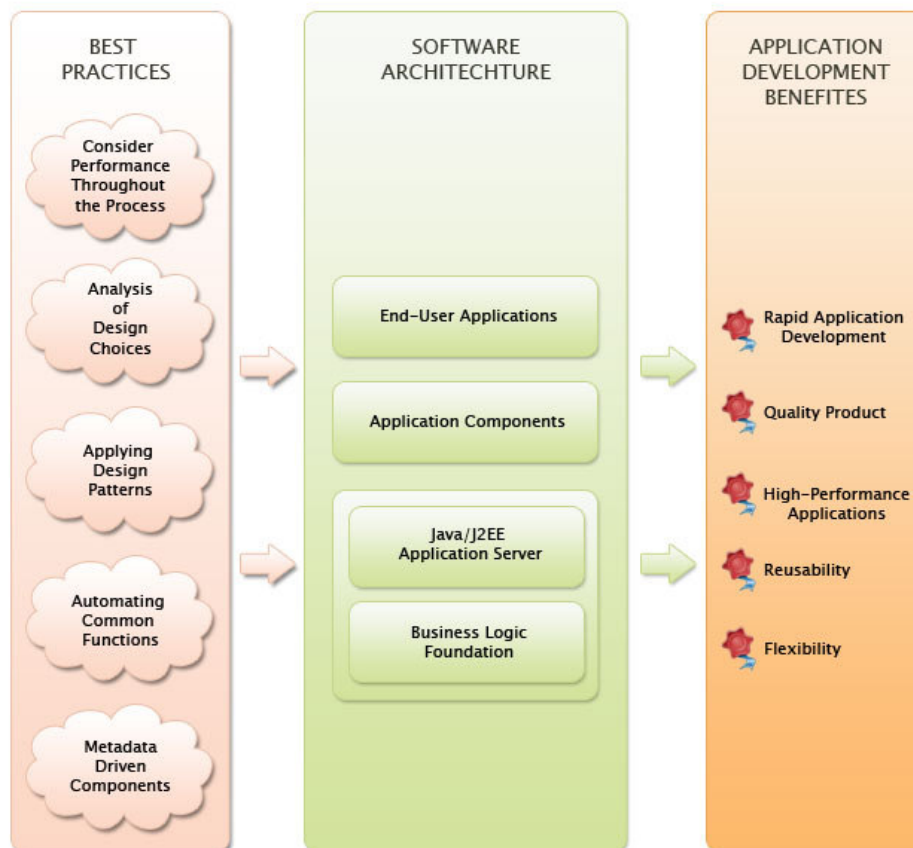 BEST
PRACTICES
Consider
Performance
Throughout
the Process
Analysis
of
Design
Choices
Applying
Design
Patterns
Automating
Common
Functions
Metadata
Driven
Components
SOFTWARE
ARCHITECHTURE
End-User Applications
Application Components
Java/J2EE
Application Server
Business Logic
Foundation
APPLICATION
DEVELOPMENT
BENEFITES
Rapid Application
Development
Quality Product
High-Performance
Applications
Reusability
Flexibility